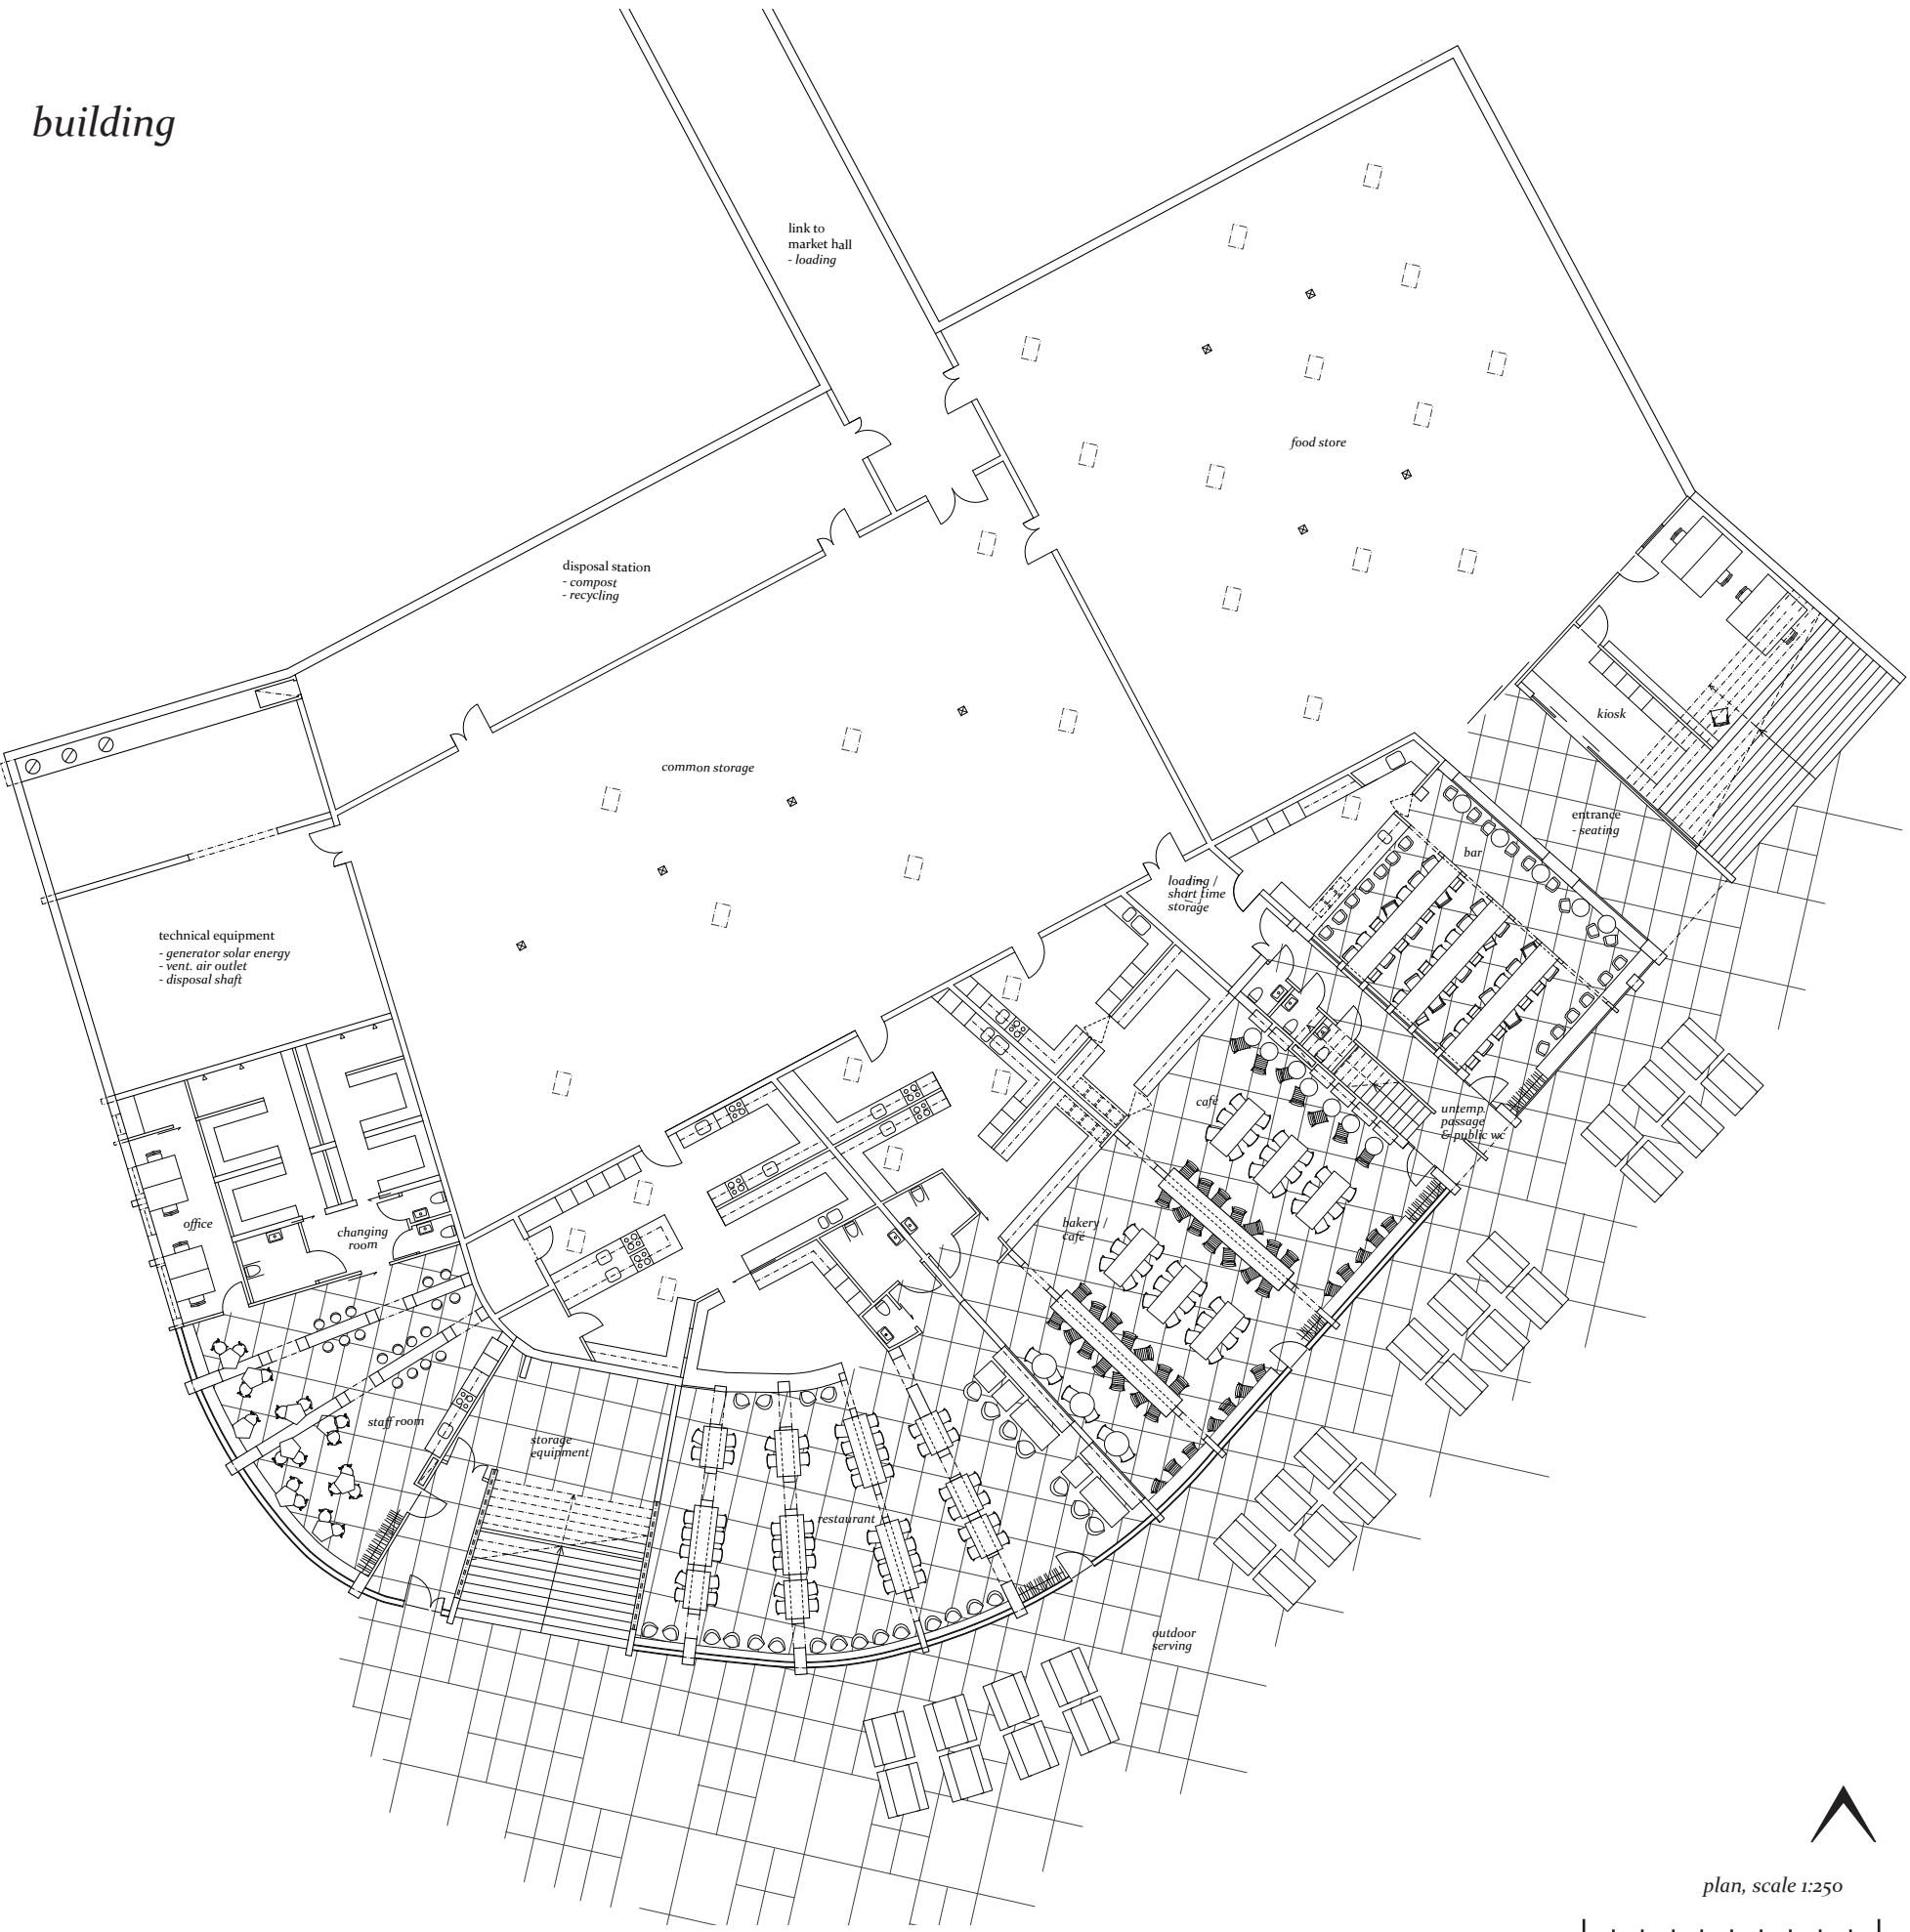 building
link to
market hall
- loading
food store
disposal station
- compost
- recycling
kiosk
common storage
entrance
- seating
bar
loading /
short time
storage
technical equipment
- generator solar energy
- vent. air outlet
- disposal shaft
café
untemp.
passage
& public wc
office
changing
room
bakery /
café
staff room
storage
equipment
restaurant
outdoor
serving
plan, scale 1:250